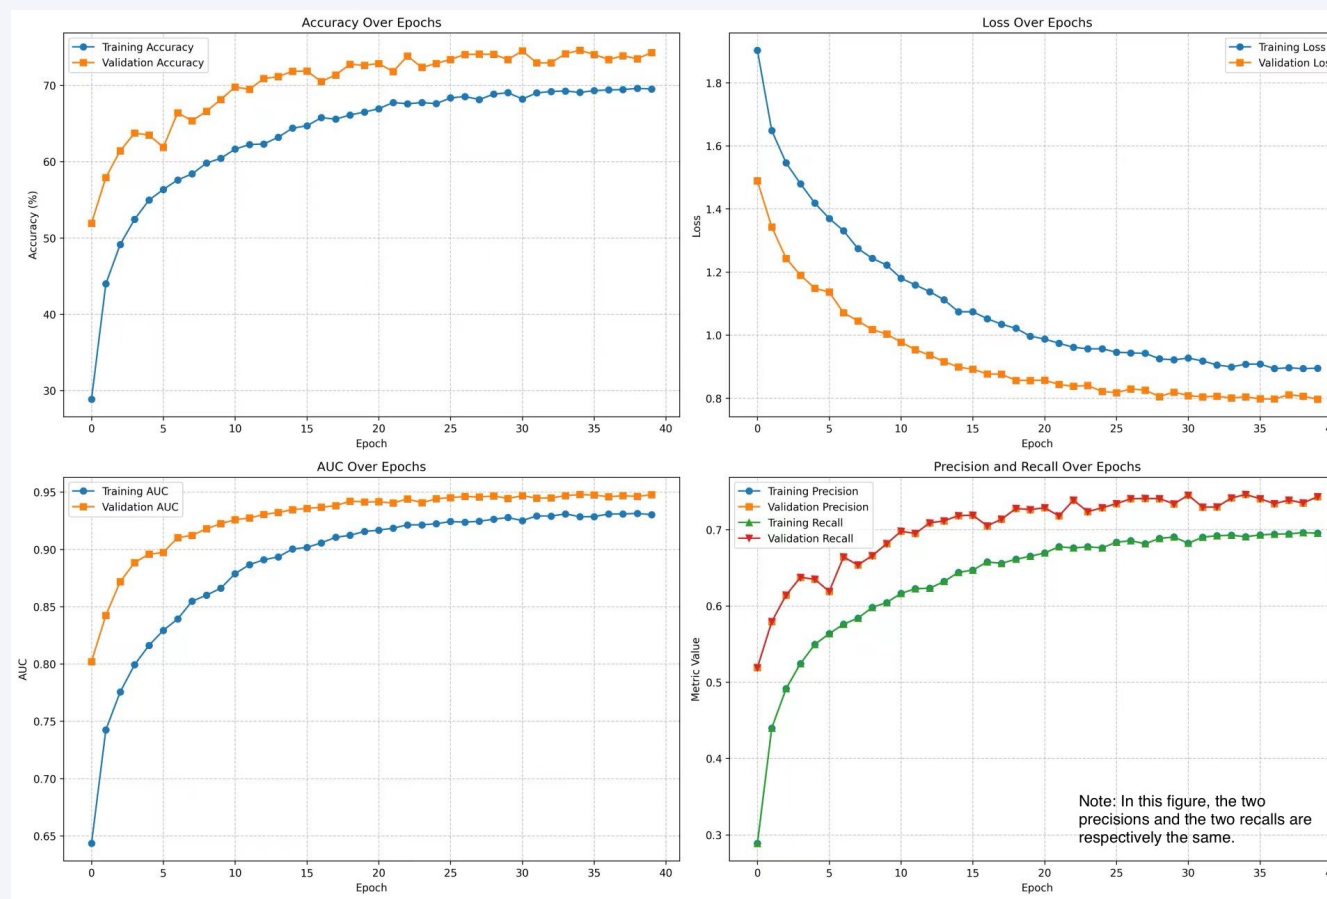 Accuracy Over Epochs
Training Accuracy
Validation Accuracy
Accuracy (%)
70
60
50
40
30
0 5 10 15 20 25 30 35 40
Epoch
Loss Over Epochs
Training Loss
Validation Los
Loss
1.8
1.6
1.4
1.2
1.0
0.8
0 5 10 15 20 25 30 35
Epoch
AUC Over Epochs
Training AUC
Validation AUC
AUC
0.95
0.90
0.85
0.80
0.75
0.70
0.65
0 5 10 15 20 25 30 35 40
Epoch
Precision and Recall Over Epochs
Training Precision
Validation Precision
Training Recall
Validation Recall
Metric Value
0.7
0.6
0.5
0.4
0.3
Note: In this figure, the two
precisions and the two recalls are
respectively the same.
0 5 10 15 20 25 30 35
Epoch